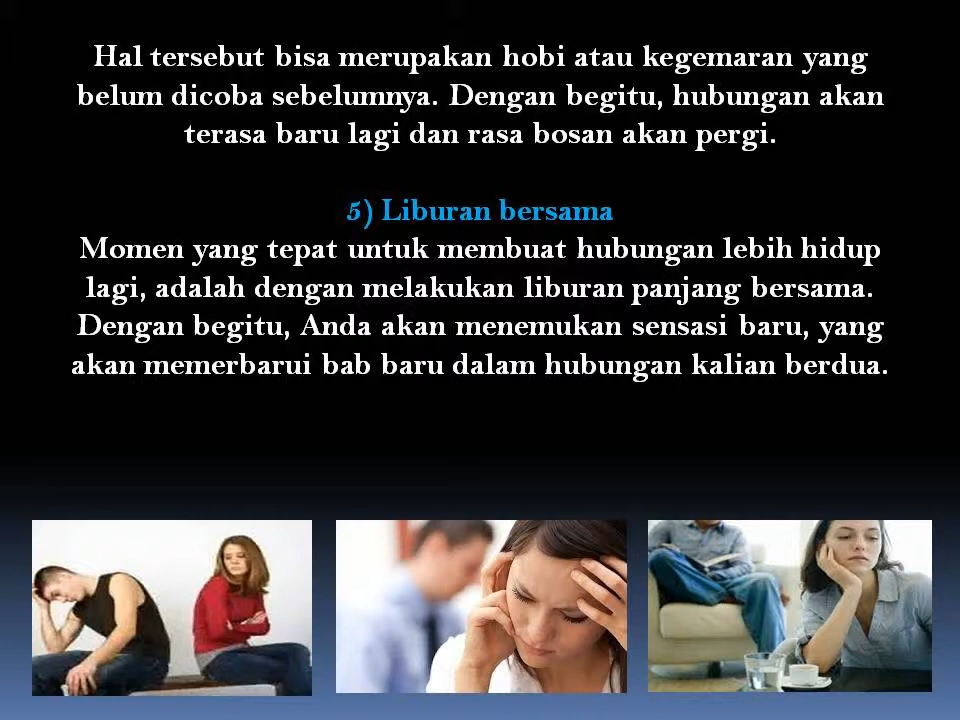 Hal tersebut bisa merupakan hobi atau kegemaran yang
belum dicoba sebelumnya. Dengan begitu, hubungan akan
terasa baru lagi dan rasa bosan akan pergi.
5) Liburan bersama
Momen yang tepat untuk membuat hubungan lebih hidup
lagi, adalah dengan melakukan liburan panjang bersama.
Dengan begitu, Anda akan menemukan sensasi baru, yang
akan memerbarui bab baru dalam hubungan kalian berdua.